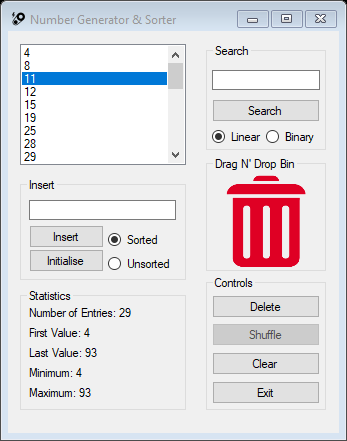 Number Generator & Sorter
4
8
11
12
15
19
25
28
29
Search
Search
Linear Binary
Insert
Insert
Sorted
Initialise
Unsorted
Drag N' Drop Bin
Statistics
Number of Entries: 29
First Value: 4
Last Value: 93
Minimum: 4
Maximum: 93
Controls
Delete
Shuffle
Clear
Exit